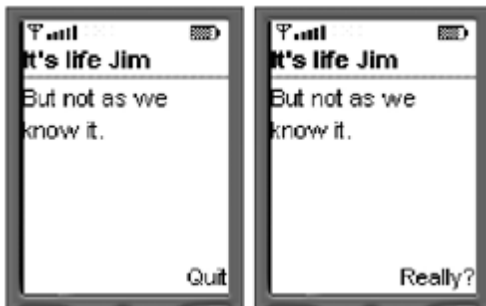 It's life Jim
But not as we
know it.
Quit
It's life Jim
But not as we
know it.
Really?